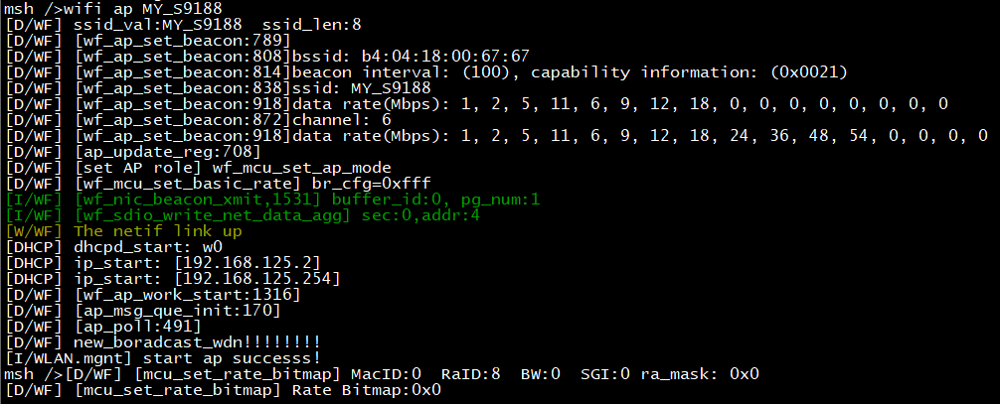 msh />wifi ap MY_S9188
[D/WF] ssid_val:MY_S9188  ssid_len:8
[D/WF] [wf_ap_set_beacon:789]
[D/WF] [wf_ap_set_beacon:808]bssid: b4:04:18:00:67:67
[D/WF] [wf_ap_set_beacon:814]beacon interval: (100), capability information: (0x0021)
[D/WF] [wf_ap_set_beacon:838]ssid: MY_S9188
[D/WF] [wf_ap_set_beacon:918]data rate(Mbps): 1, 2, 5, 11, 6, 9, 12, 18, 0, 0, 0, 0, 0, 0, 0, 0
[D/WF] [wf_ap_set_beacon:872]channel: 6
[D/WF] [wf_ap_set_beacon:918]data rate(Mbps): 1, 2, 5, 11, 6, 9, 12, 18, 24, 36, 48, 54, 0, 0, 0, 0
[D/WF] [ap_update_reg:708]
[D/WF] [set AP role] wf_mcu_set_ap_mode
[D/WF] [wf_mcu_set_basic_rate] br_cfg=0xfff
[I/WF] [wf_nic_beacon_xmit,1531] buffer_id:0, pg_num:1
[I/WF] [wf_sdio_write_net_data_agg] sec:0,addr:4
[W/WF] The netif link up
[DHCP] dhcpd_start: w0
[DHCP] ip_start: [192.168.125.2]
[DHCP] ip_start: [192.168.125.254]
[D/WF] [wf_ap_work_start:1316]
[D/WF] [ap_msg_que_init:170]
[D/WF] [ap_poll:491]
[D/WF] new_boradcast_wdn!!!!!!!!
[I/WLAN.mgnt] start ap successs!
msh />[D/WF] [mcu_set_rate_bitmap] MacID:0  RaID:8  BW:0  SGI:0 ra_mask: 0x0
[D/WF] [mcu_set_rate_bitmap] Rate Bitmap:0x0